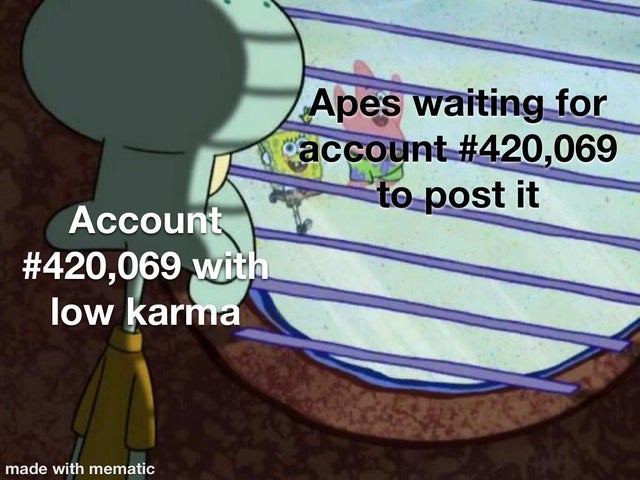 Apes waiting for
account #420,069
to post it
Account
#420,069 with
low karma
made with mematic